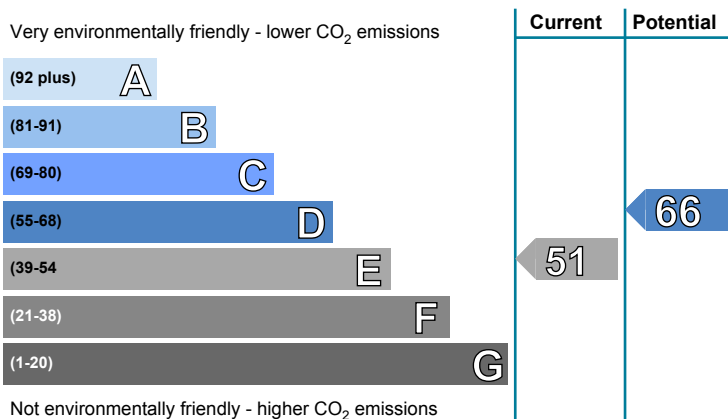 Current Potential
Very environmentally friendly - lower CO2 emissions
(92 plus) A
(81-91) B
(69-80) C
(55-68) D
66
(39-54 E
51
(21-38) F
(1-20) G
Not environmentally friendly - higher CO2 emissions